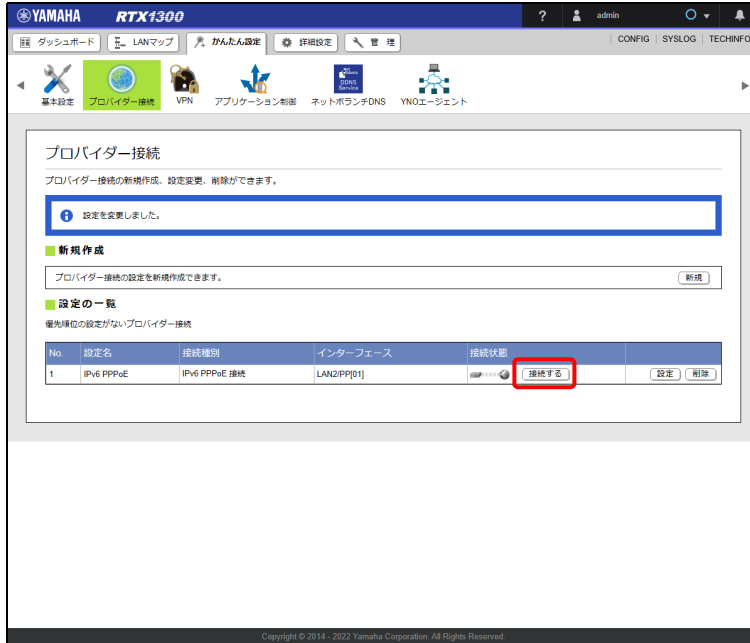 YAMAHA RTX1300 ? admin
ダッシュボード LANマップ かんたん設定 詳細設定 管理 CONFIG SYSLOG TECHINFO
基本設定 プロバイダー接続 VPN アプリケーション制御 DDNS Service ネットボランチDNS YNOエージェント
プロバイダー接続
プロバイダー接続の新規作成、設定変更、削除ができます。
設定を変更しました。
新規作成
プロバイダー接続の設定を新規作成できます。 新規
設定の一覧
優先順位の設定がないプロバイダー接続
No. 設定名 接続種別 インターフェース 接続状態
1 IPv6 PPPoE IPv6 PPPoE 接続 LAN2/PP[01] 接続する 設定 削除
Copyright © 2014 - 2022 Yamaha Corporation. All Rights Reserved.